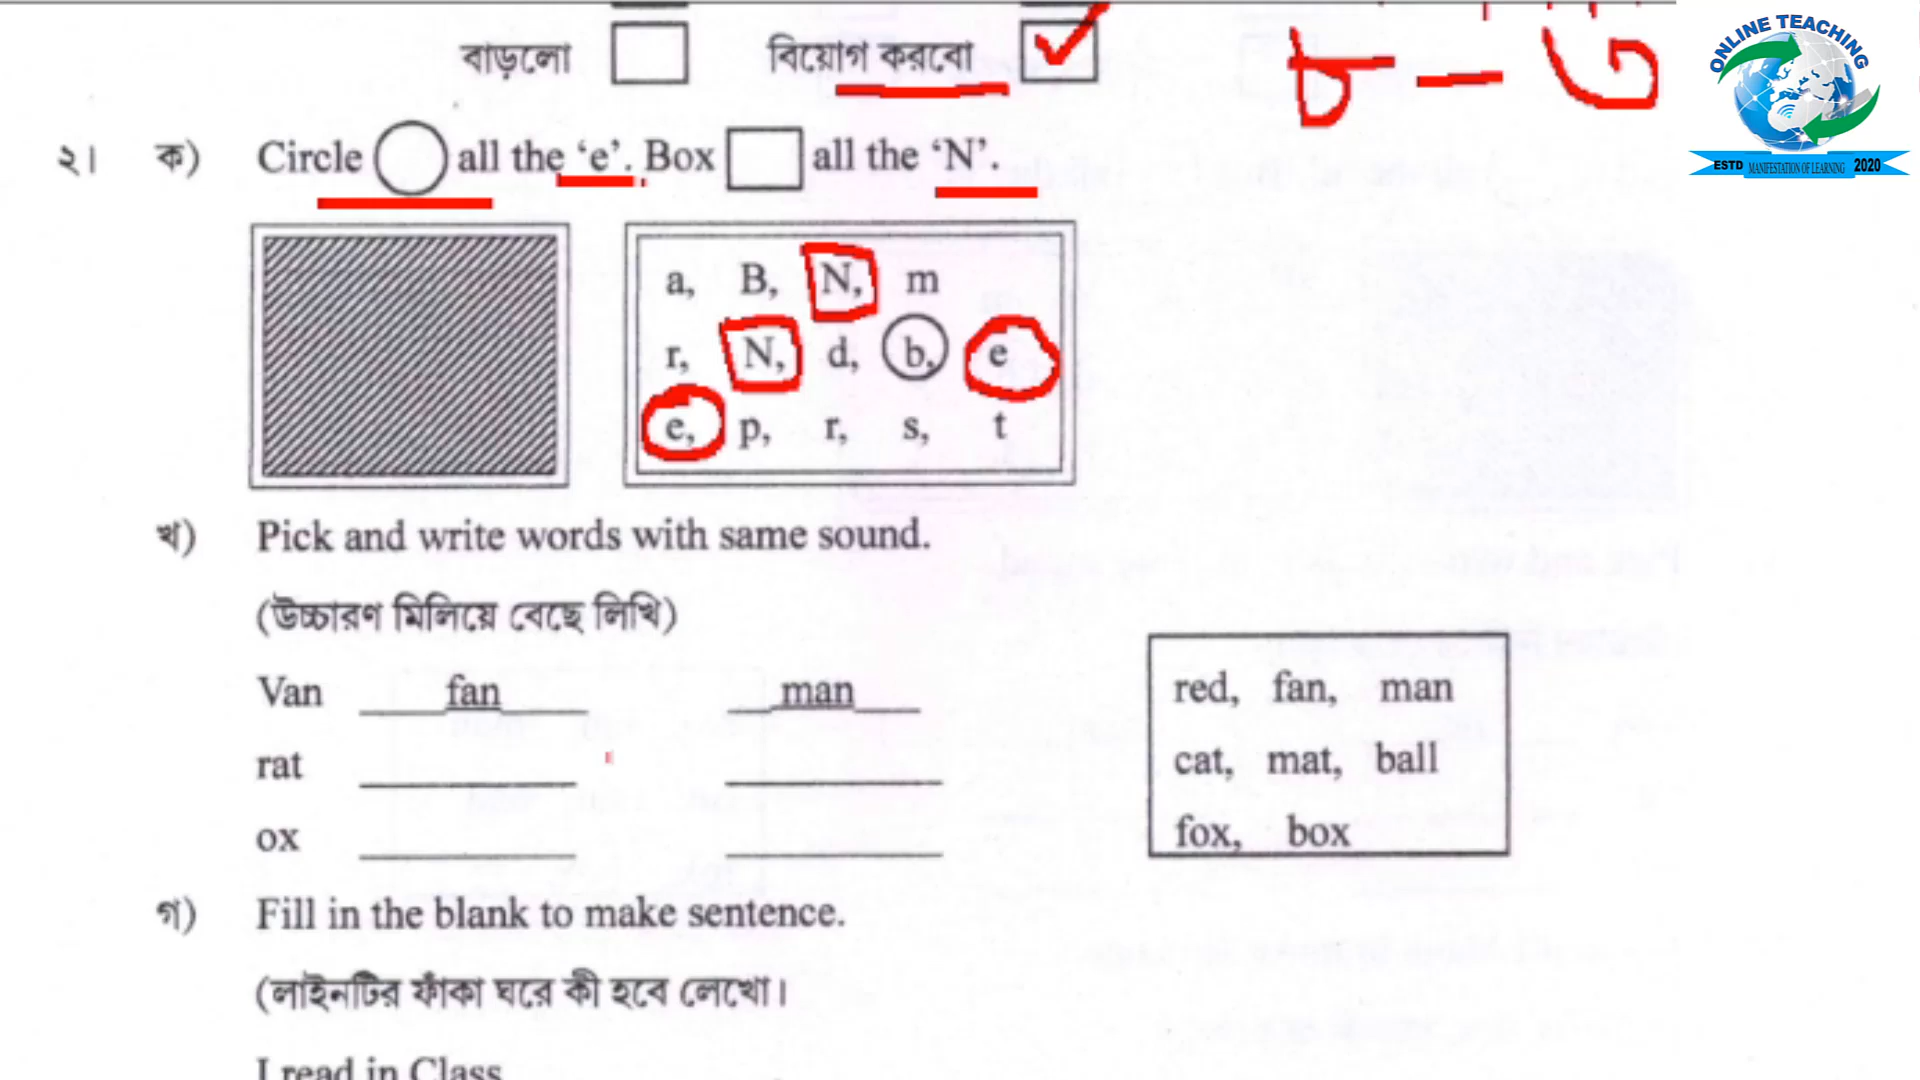 বাড়লো বিয়োগ করবো
৮ – ৩
ONLINE TEACHING
ESTD MANIFESTATION OF LEARNING 2020
২। ক) Circle all the ‘e’. Box all the ‘N’.
a, B, N, m
r, N, d, b, e
e, p, r, s, t
খ) Pick and write words with same sound.
(উচ্চারণ মিলিয়ে বেছে লিখি)
Van fan man
rat
ox
red, fan, man
cat, mat, ball
fox, box
গ) Fill in the blank to make sentence.
(লাইনটির ফাঁকা ঘরে কী হবে লেখো।
I read in Class